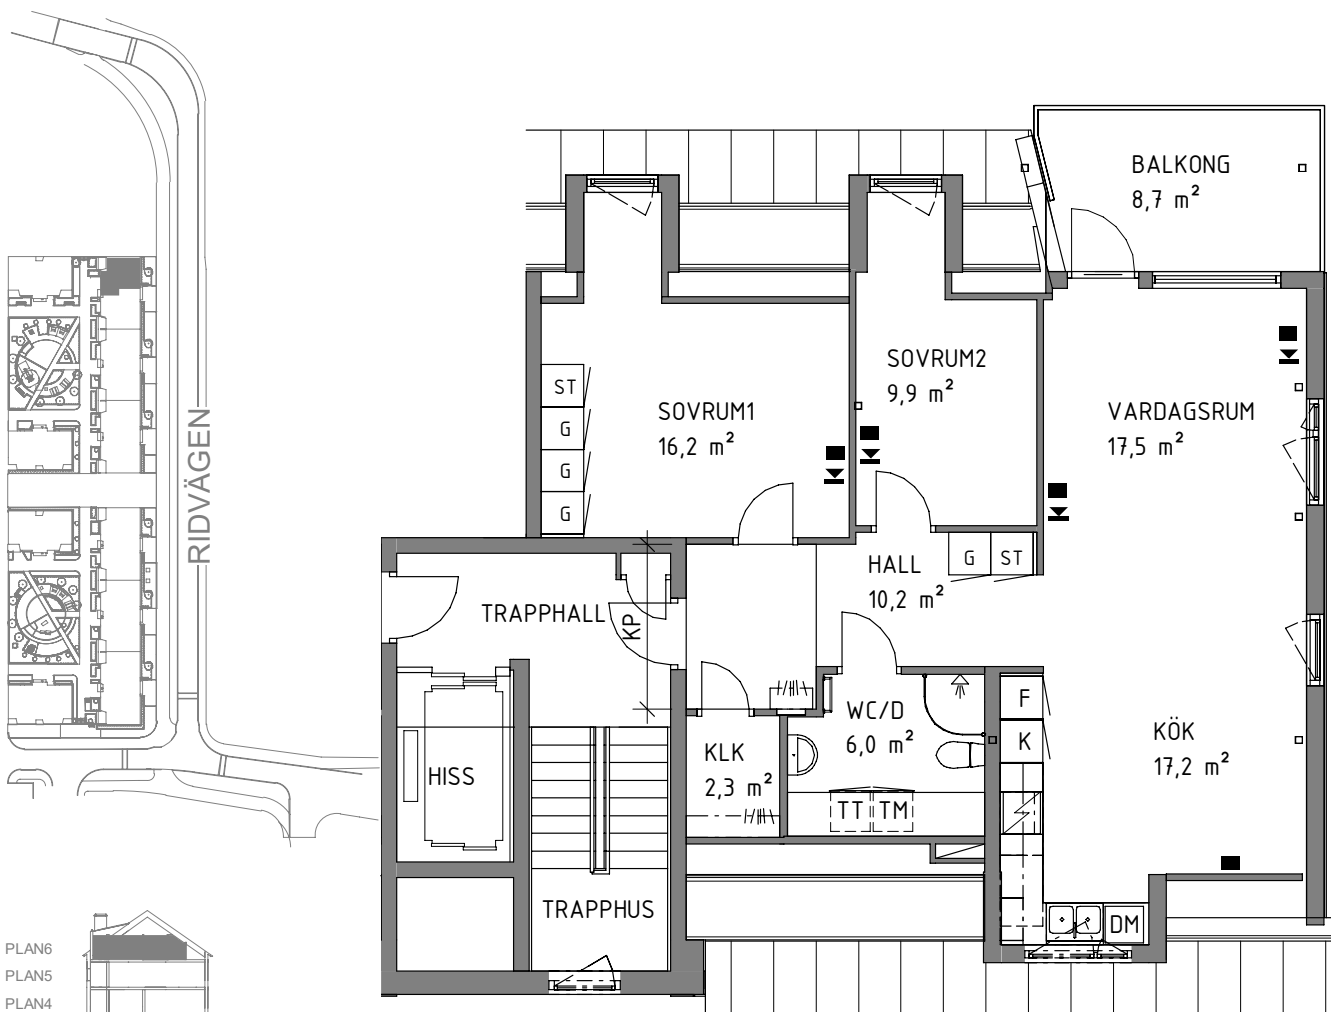 BALKONG
8,7 m²
SOVRUM2
9,9 m²
SOVRUM1
16,2 m²
VARDAGSRUM
17,5 m²
ST
G
G
G
RIDVÄGEN
HALL
10,2 m²
G
ST
TRAPPHALL
KP
WC/D
6,0 m²
F
K
KÖK
17,2 m²
KLK
2,3 m²
HISS
TT
TM
TRAPPHUS
DM
PLAN6
PLAN5
PLAN4